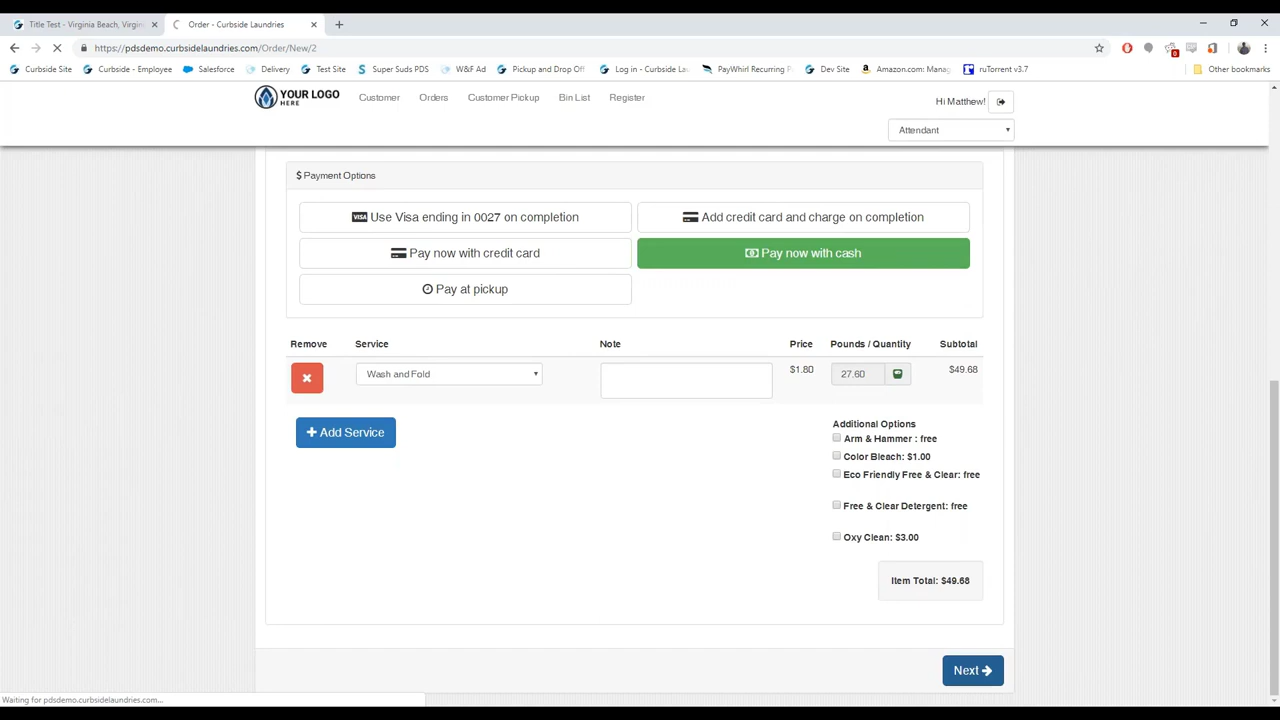 Title Test - Virginia Beach, Virgin
Order - Curbside Laundries
https://pdsdemo.curbsidelaundries.com/Order/New/2
Curbside Site
Curbside - Employee
Salesforce
Delivery
Test Site
Super Suds PDS
W&F Ad
Pickup and Drop Off
Log in - Curbside La
PayWhirl Recurring P
Dev Site
Amazon.com: Manag
ruTorrent v3.7
Other bookmarks
YOUR LOGO
HERE
Customer
Orders
Customer Pickup
Bin List
Register
Hi Matthew!
Attendant
$ Payment Options
VISA Use Visa ending in 0027 on completion
Add credit card and charge on completion
Pay now with credit card
Pay now with cash
Pay at pickup
Remove Service Note Price Pounds / Quantity Subtotal
Wash and Fold $1.80 27.60 $49.68
+ Add Service
Additional Options
Arm & Hammer : free
Color Bleach: $1.00
Eco Friendly Free & Clear: free
Free & Clear Detergent: free
Oxy Clean: $3.00
Item Total: $49.68
Next
Waiting for pdsdemo.curbsidelaundries.com...